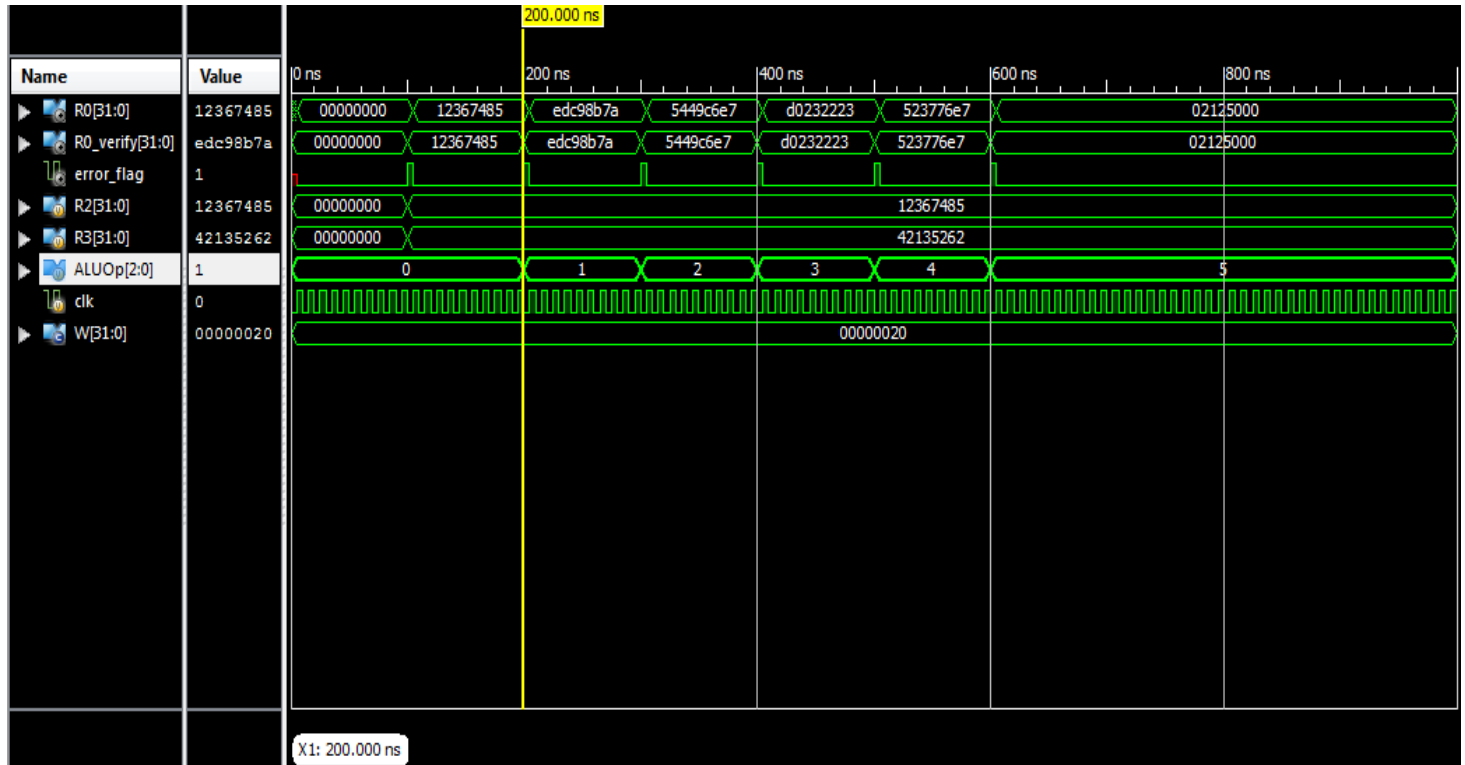 200.000 ns
Name Value 0 ns 200 ns 400 ns 600 ns 800 ns
R0[31:0] 12367485 00000000 12367485 edc98b7a 5449c6e7 d0232223 523776e7 02125000
R0_verify[31:0] edc98b7a 00000000 12367485 edc98b7a 5449c6e7 d0232223 523776e7 02125000
error_flag 1
R2[31:0] 12367485 00000000 12367485
R3[31:0] 42135262 00000000 42135262
ALUOp[2:0] 1 0 1 2 3 4 5
clk 0
W[31:0] 00000020 00000020
X1: 200.000 ns